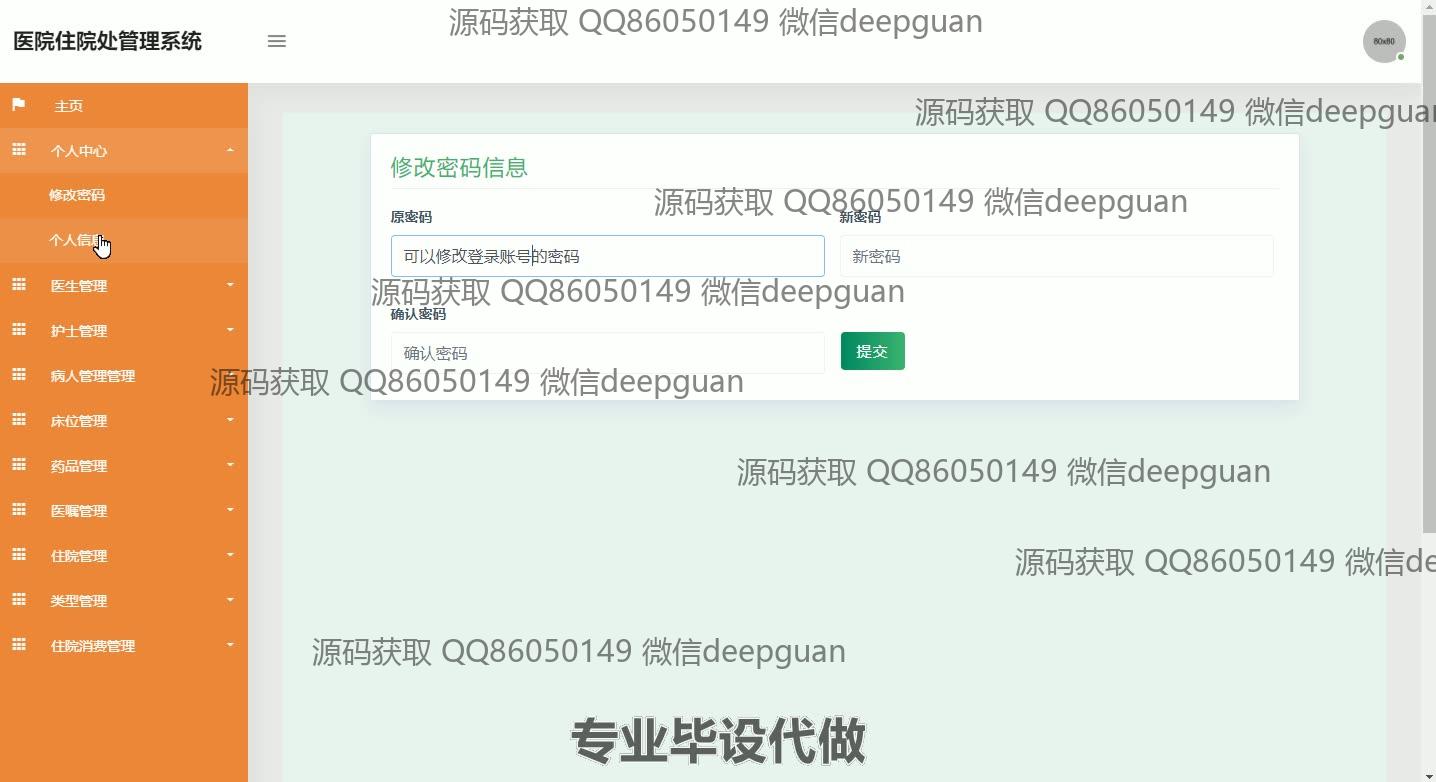 医院住院处管理系统
源码获取 QQ86050149 微信deepguan
80x80
主页
个人中心
修改密码
个人信息
医生管理
护士管理
病人管理管理
床位管理
药品管理
医嘱管理
住院管理
类型管理
住院消费管理
源码获取 QQ86050149 微信deepguan
修改密码信息
源码获取 QQ86050149 微信deepguan
原密码
新密码
可以修改登录账号的密码
新密码
源码获取 QQ86050149 微信deepguan
确认密码
确认密码
提交
源码获取 QQ86050149 微信deepguan
源码获取 QQ86050149 微信deepguan
源码获取 QQ86050149 微信de
源码获取 QQ86050149 微信deepguan
专业毕设代做